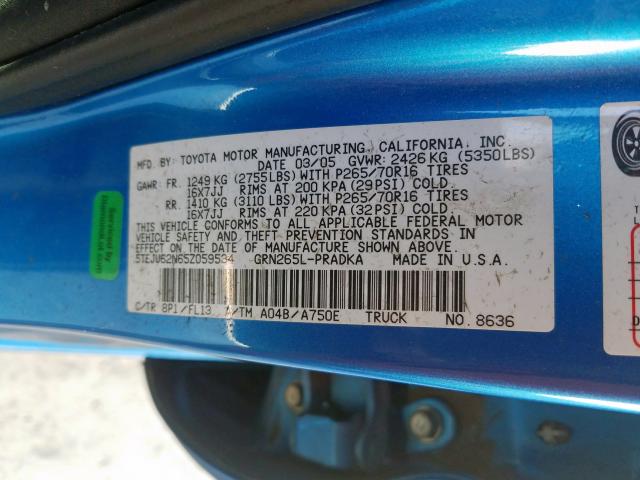 MFD. BY: TOYOTA MOTOR MANUFACTURING, CALIFORNIA, INC.
DATE 03/05 GVWR: 2426 KG (5350LBS)
GAWR: FR. 1249 KG (2755LBS) WITH P265/70R16 TIRES
16X7JJ RIMS AT 200 KPA (29PSI) COLD.
RR. 1410 KG (3110 LBS) WITH P265/70R16 TIRES
16X7JJ RIMS AT 220 KPA (32PSI) COLD
THIS VEHICLE CONFORMS TO ALL APPLICABLE FEDERAL MOTOR
VEHICLE SAFETY AND THEFT PREVENTION STANDARDS IN
EFFECT ON THE DATE OF MANUFACTURE SHOWN ABOVE.
5TEJU62N65Z059534 GRN265L-PRADKA MADE IN U.S.A.
C/TR 8P1/FL13 A/TM A04B/A750E TRUCK NO. 8636
Serviced by